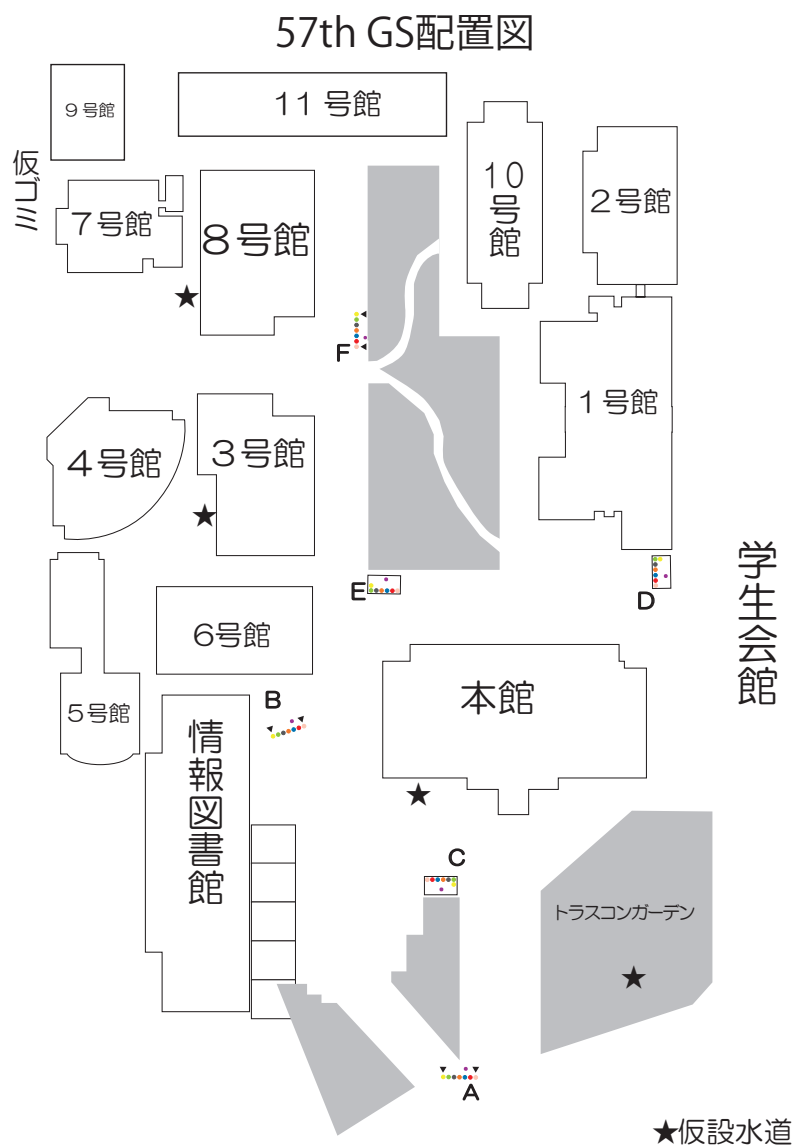 57th GS配置図
9号館
11号館
仮ゴミ
7号館
8号館
10号館
2号館
F
1号館
4号館
3号館
E
D
学生会館
6号館
5号館
B
本館
情報図書館
C
トラスコンガーデン
A
★仮設水道